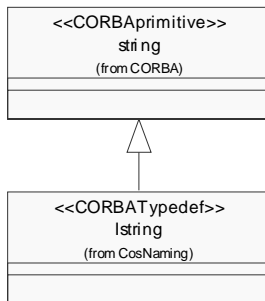 <<CORBAprimitive>>
string
(from CORBA)
<<CORBATypedef>>
Istring
(from CosNaming)